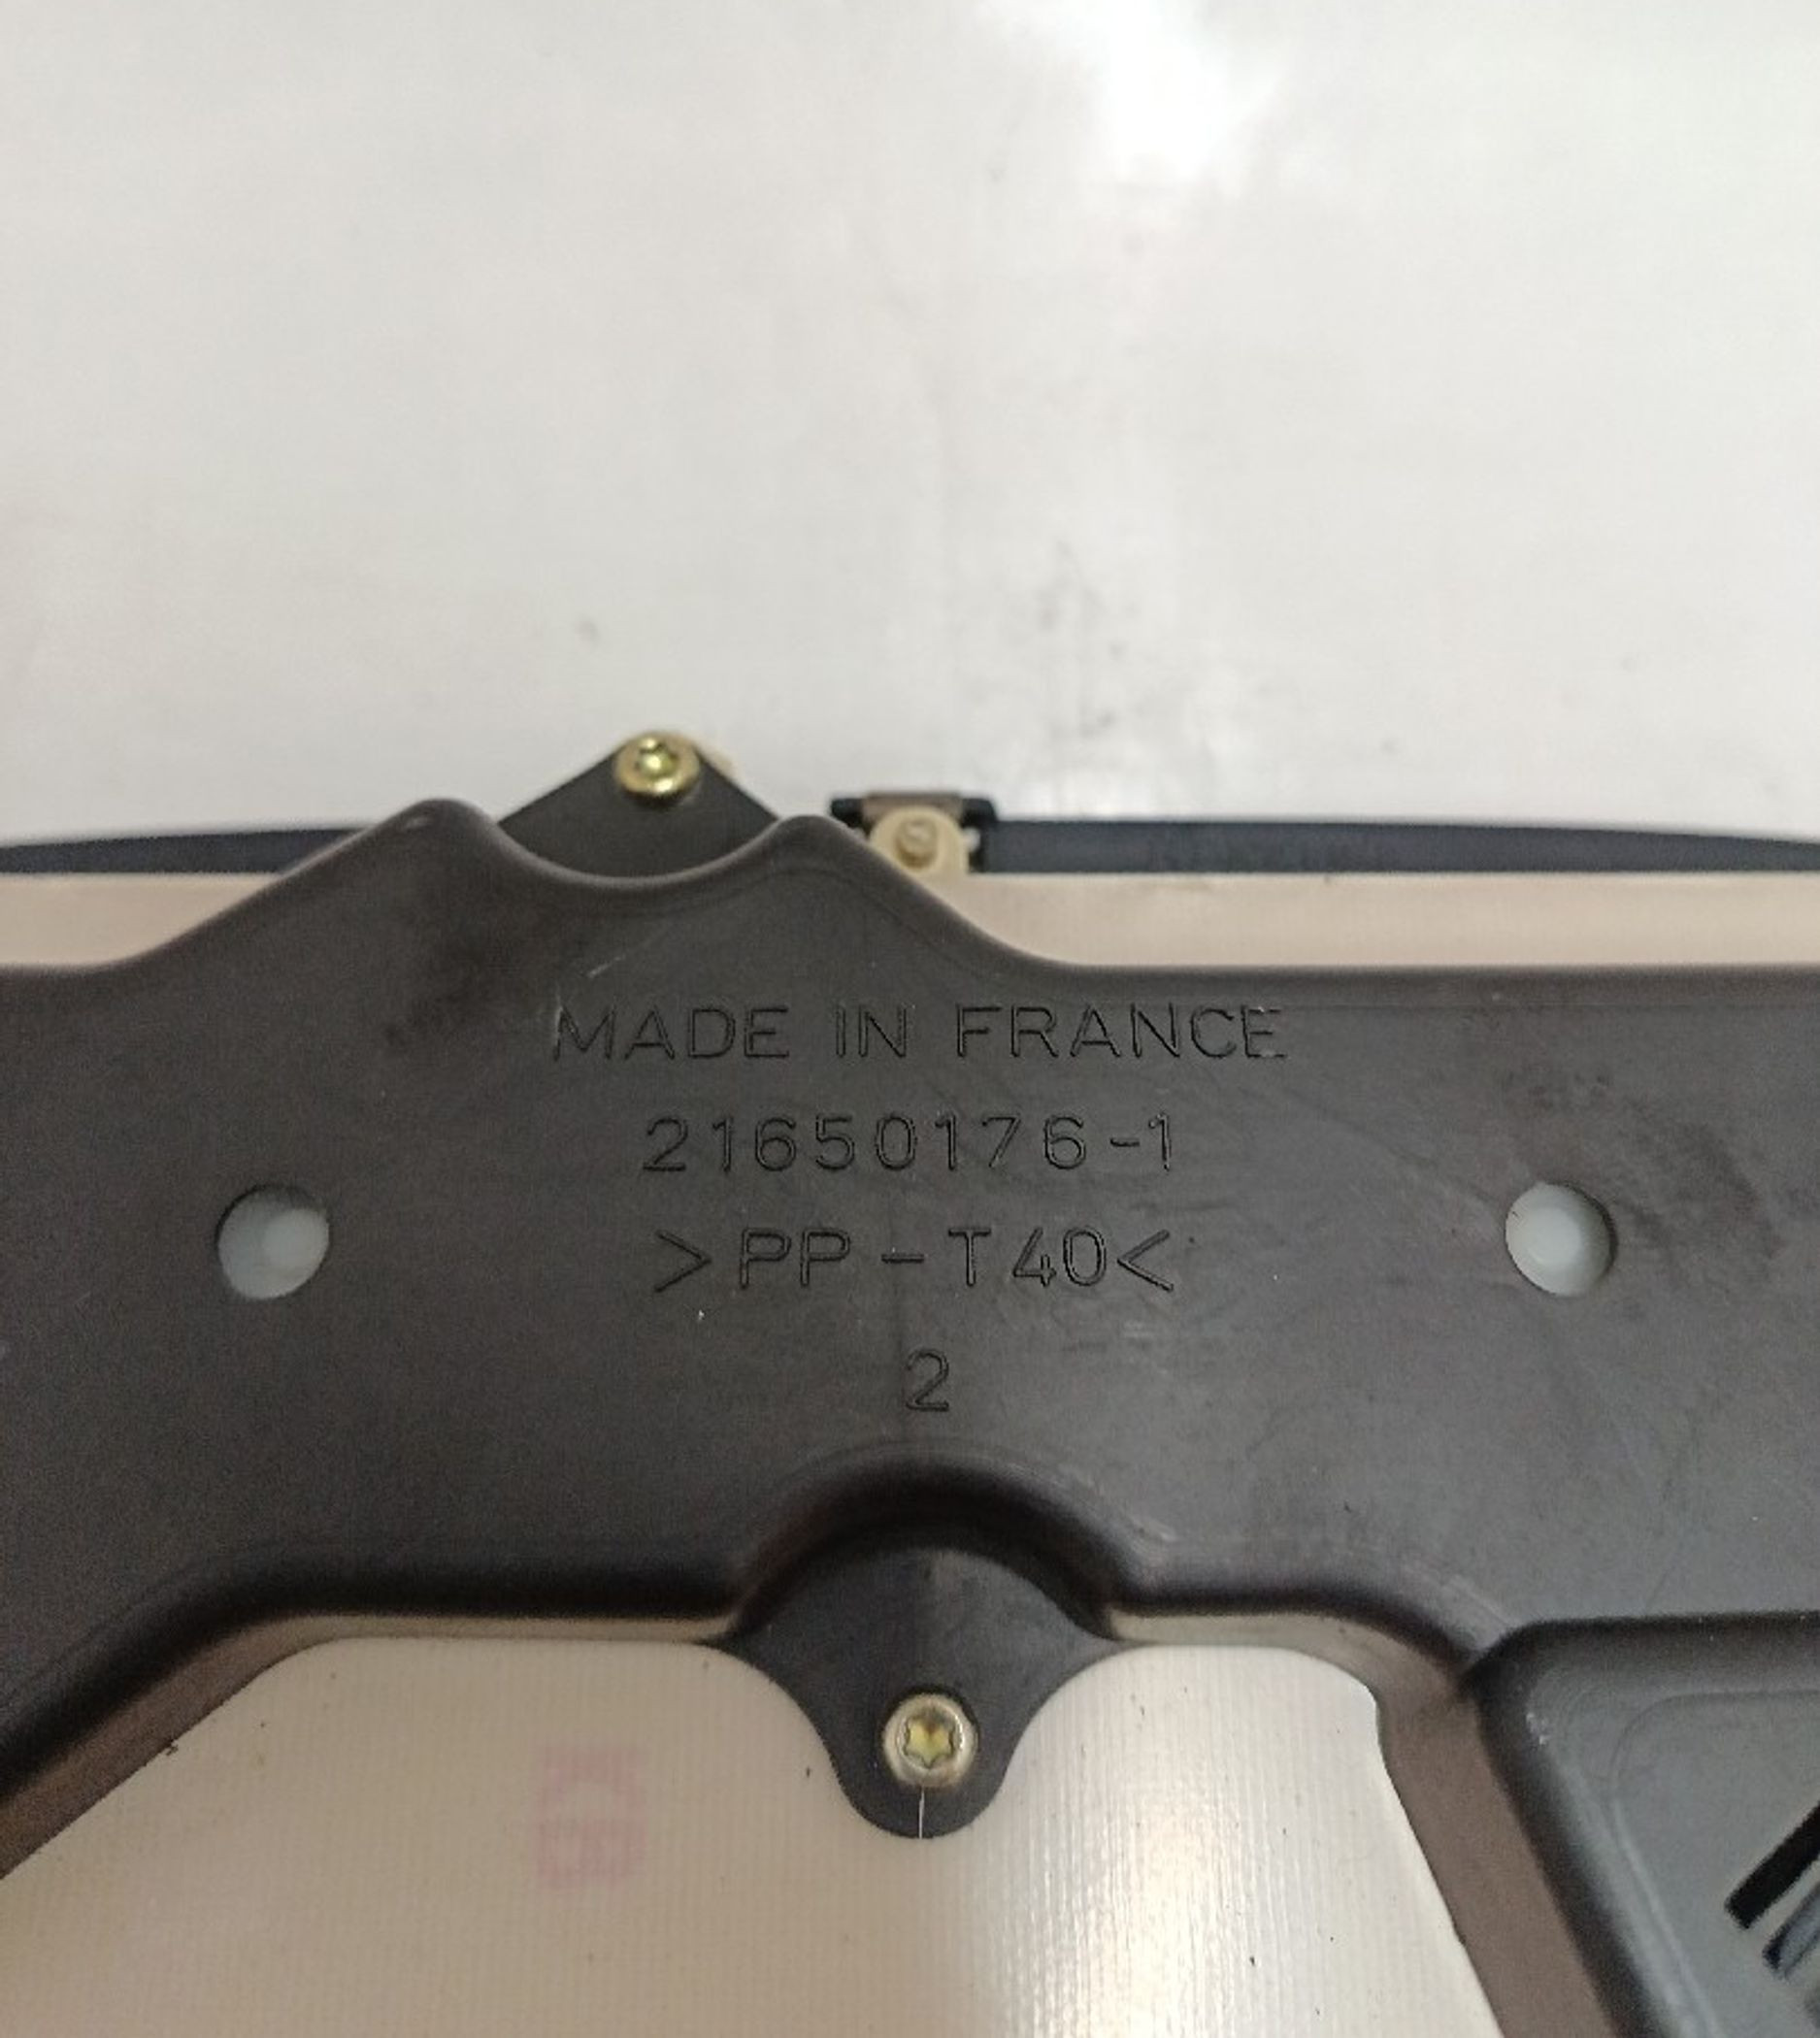 MADE IN FRANCE
21650176-1
>PP-T40<
2